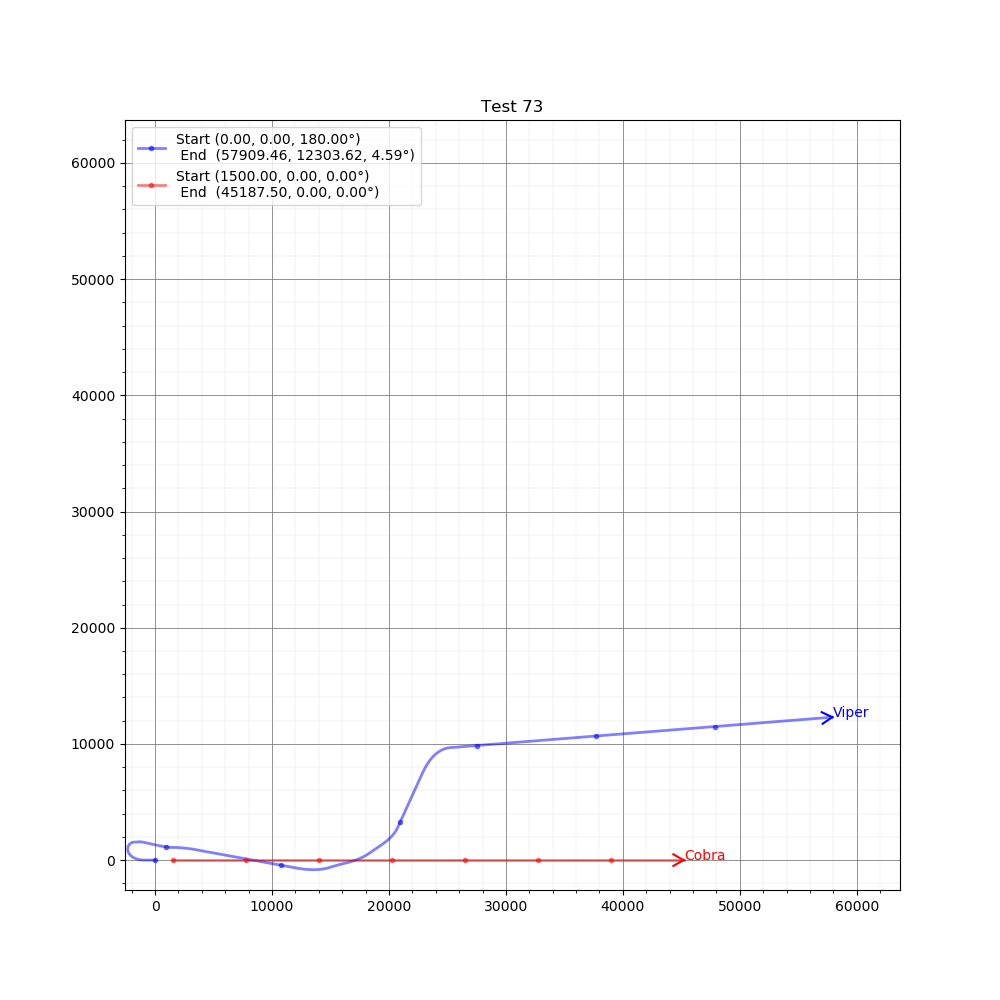 Test 73
Start (0.00, 0.00, 180.00°)
End (57909.46, 12303.62, 4.59°)
Start (1500.00, 0.00, 0.00°)
End (45187.50, 0.00, 0.00°)
60000
50000
40000
30000
20000
10000
0
Viper
Cobra
0 10000 20000 30000 40000 50000 60000